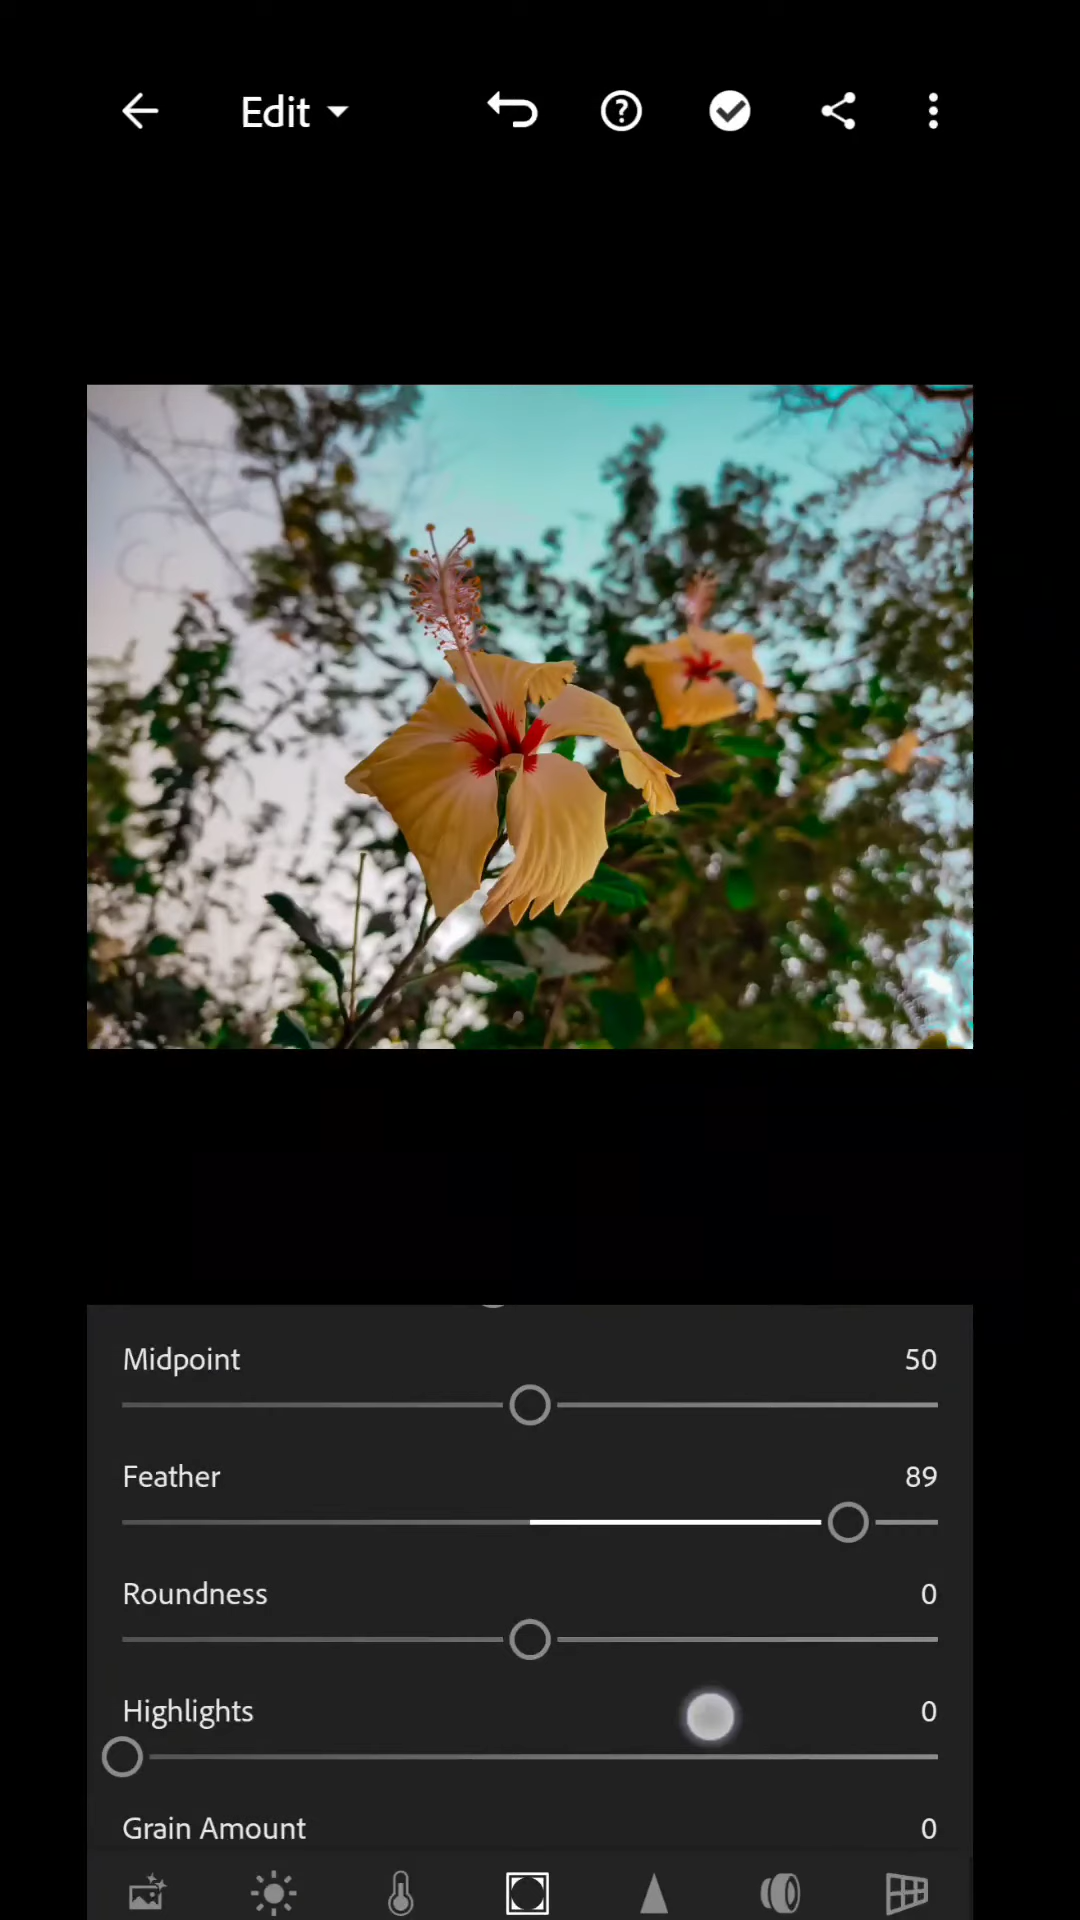 Edit
Midpoint 50
Feather 89
Roundness 0
Highlights 0
Grain Amount 0